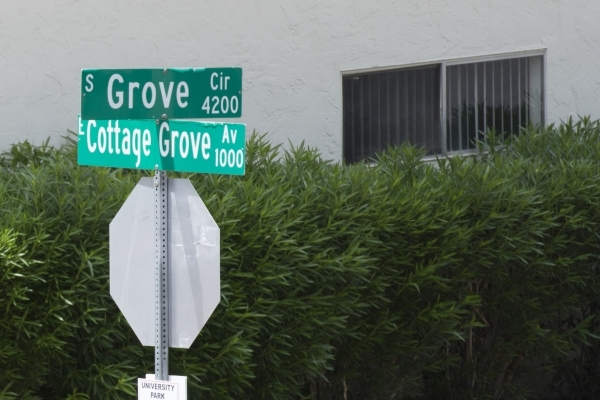 S Grove Cir 4200
E Cottage Grove Av 1000
UNIVERSITY
PARK